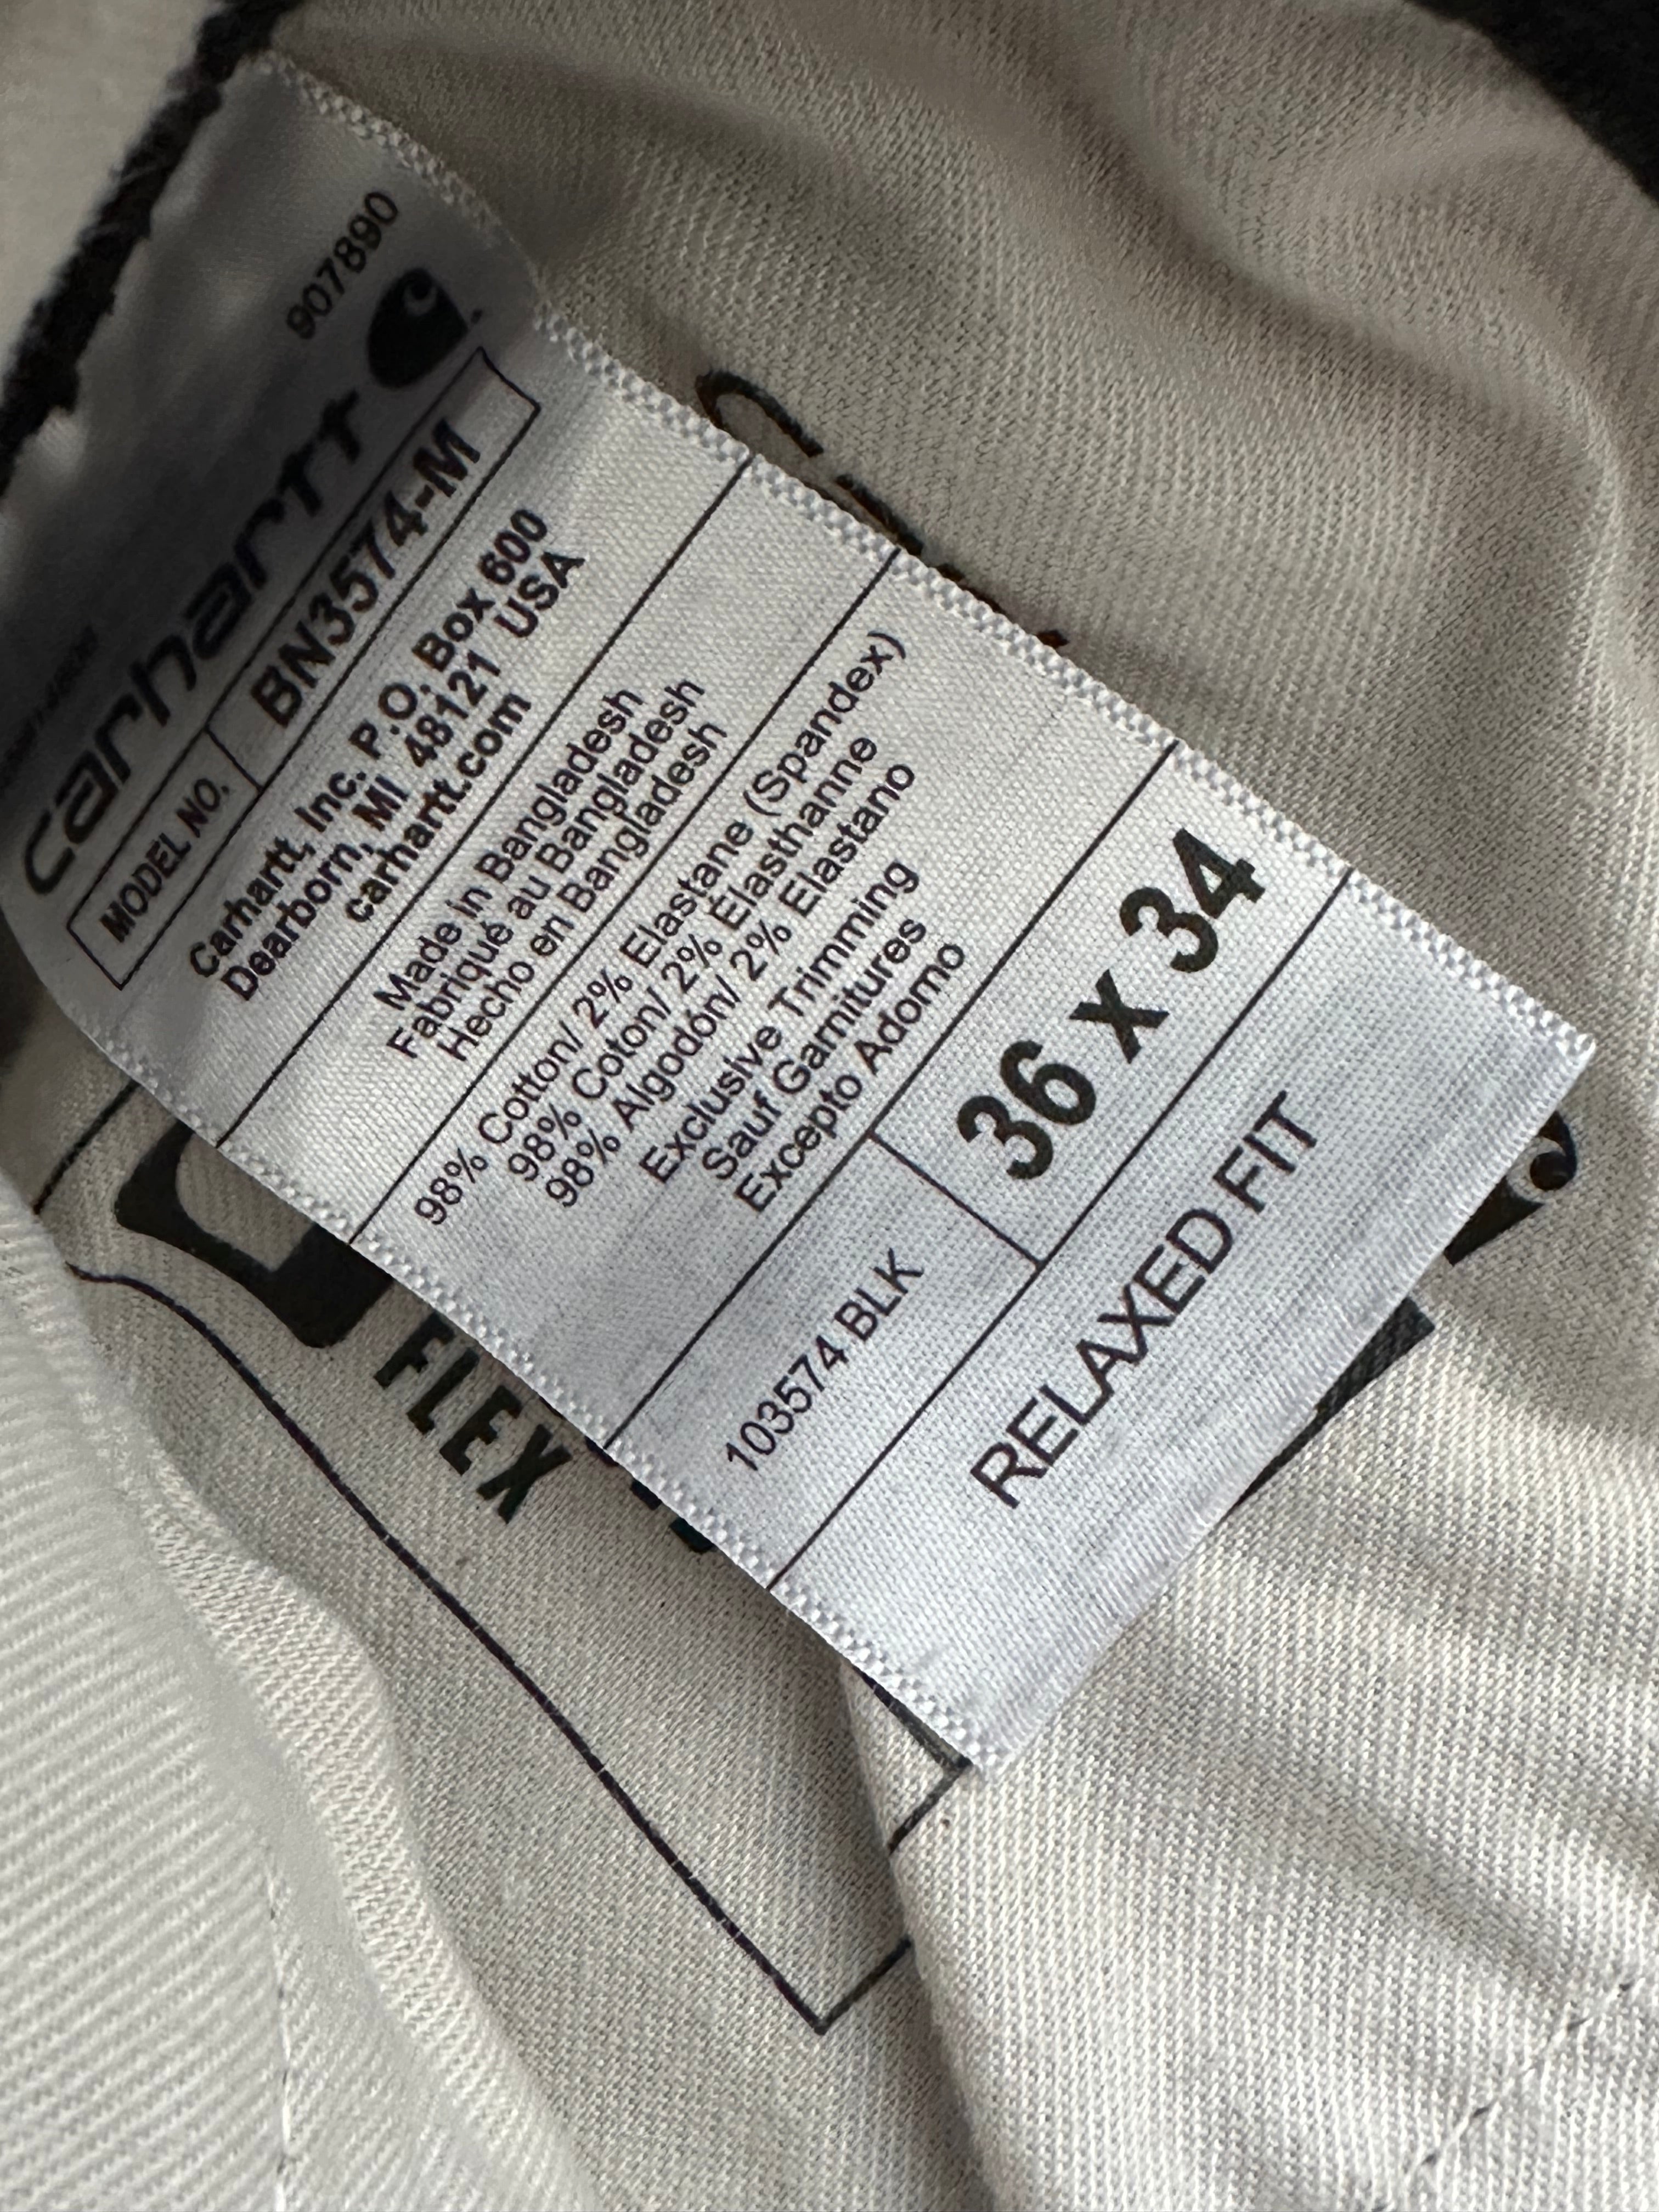 907890
carhartt
MODEL NO. BN3574-M
Carhartt, Inc. P.O. Box 600
Dearborn, MI 48121 USA
carhartt.com
Made in Bangladesh
Fabriqué au Bangladesh
Hecho en Bangladesh
98% Cotton/ 2% Elastane (Spandex)
98% Coton/ 2% Élasthanne
98% Algodón/ 2% Elastano
Exclusive Trimming
Sauf Garnitures
Excepto Adorno
103574 BLK 36 x 34
RELAXED FIT
FLEX